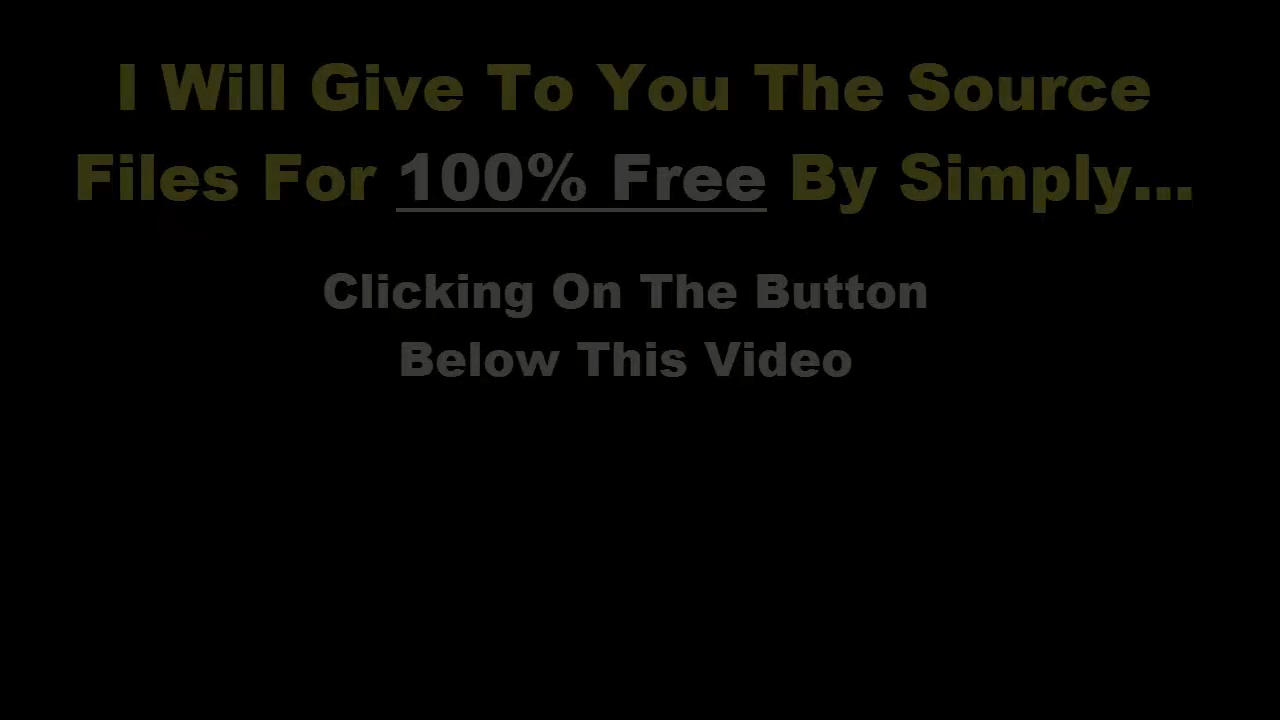 I Will Give To You The Source
Files For 100% Free By Simply...
Clicking On The Button
Below This Video